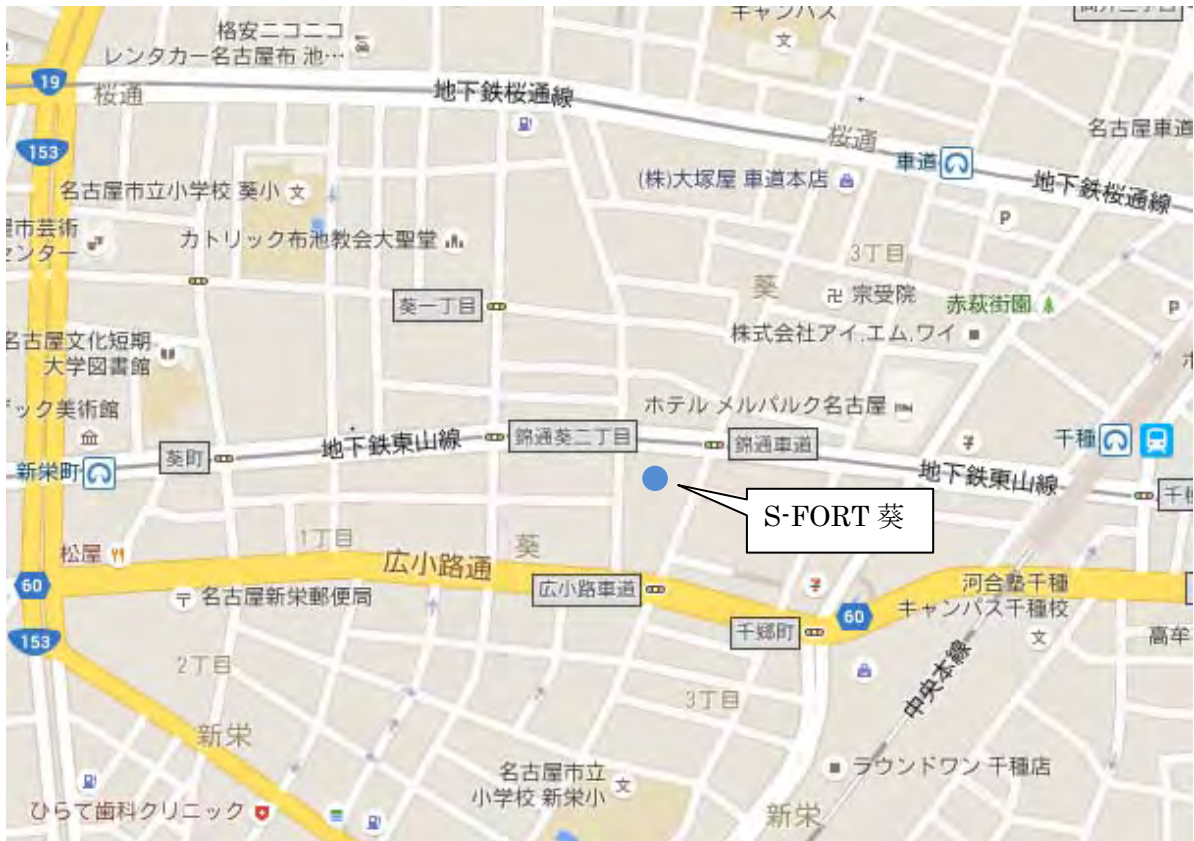 キャンパス
格安ニコニコ
レンタカー名古屋布 池…
19
桜通
地下鉄桜通線
153
桜通
名古屋車道
車道
(株)大塚屋 車道本店
地下鉄桜通線
名古屋市立小学校 葵小
P
市芸術
センター
カトリック布池教会大聖堂
3丁目
葵
卍 宗受院
赤萩街園
P
葵一丁目
株式会社アイ.エム.ワイ
名古屋文化短期
大学図書館
ック美術館
ホテル メルパルク名古屋
錦通葵二丁目
錦通車道
千種
地下鉄東山線
葵町
新栄町
地下鉄東山線
千種
S-FORT 葵
1丁目
葵
松屋
広小路通
60
〒 名古屋新栄郵便局
広小路車道
河合塾千種
キャンパス千種校
60
千郷町
153
高牟
2丁目
中央本線
3丁目
新栄
名古屋市立
小学校 新栄小
ラウンドワン 千種店
ひらて歯科クリニック
新栄